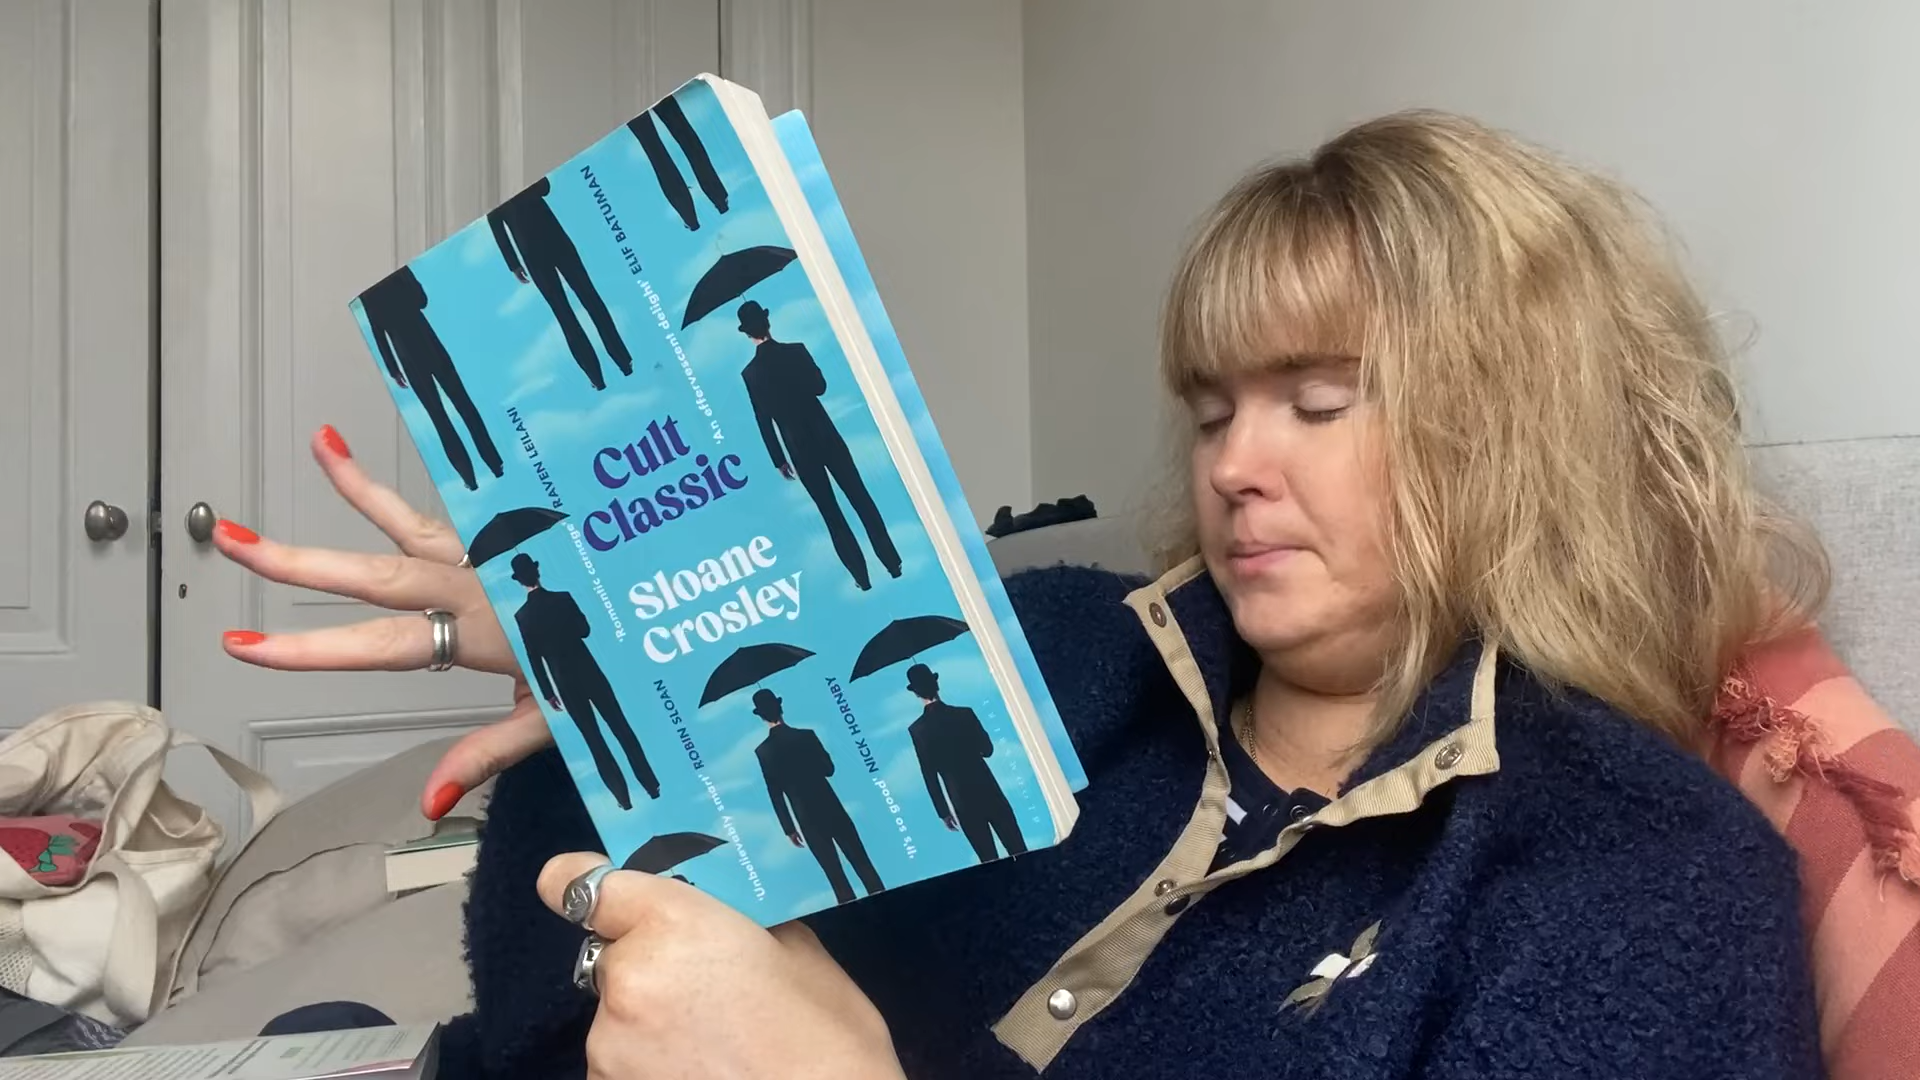 'An effervescent delight' ELIF BATUMAN
'Romantic carnage' RAVEN LEILANI
Cult
Classic
Sloane
Crosley
'Unbelievably smart' ROBIN SLOAN
'It's so good' NICK HORNBY